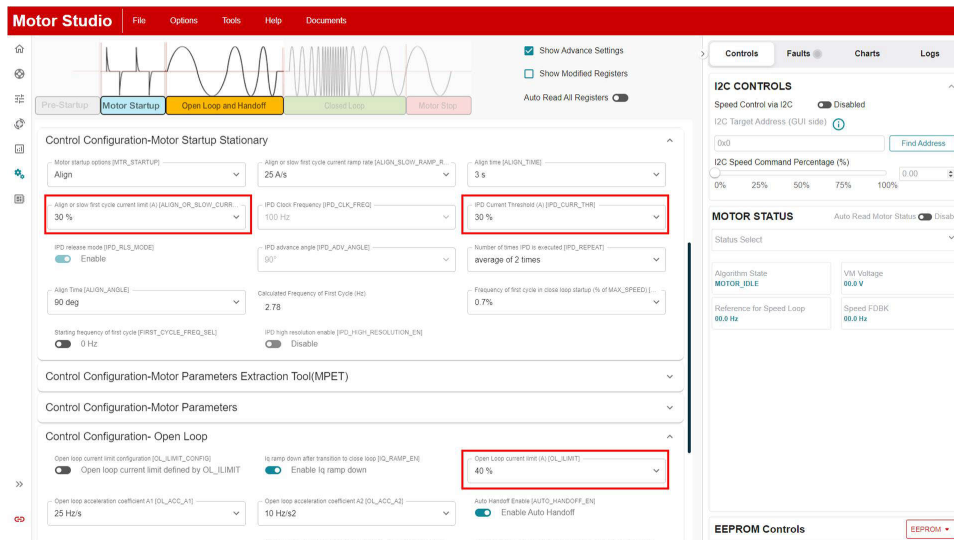 Motor Studio File Options Tools Help Documents
Show Advance Settings
Show Modified Registers
Auto Read All Registers
Pre-Startup Motor Startup Open Loop and Handoff Closed Loop Motor Stop
Control Configuration-Motor Startup Stationary
Motor startup options [MTR_STARTUP]
Align
Align or slow first cycle current ramp rate [ALIGN_SLOW_RAMP_R...
25 A/s
Align time [ALIGN_TIME]
3 s
Align or slow first cycle current limit (A) [ALIGN_OR_SLOW_CURR...
30 %
IPD Clock Frequency [IPD_CLK_FREQ]
100 Hz
IPD Current Threshold (A) [IPD_CURR_THR]
30 %
IPD release mode [IPD_RLS_MODE]
Enable
IPD advance angle [IPD_ADV_ANGLE]
90°
Number of times IPD is executed [IPD_REPEAT]
average of 2 times
Align Time [ALIGN_ANGLE]
90 deg
Calculated Frequency of First Cycle (Hz)
2.78
Frequency of first cycle in close loop startup (% of MAX_SPEED) [...
0.7%
Starting frequency of first cycle [FIRST_CYCLE_FREQ_SEL]
0 Hz
IPD high resolution enable [IPD_HIGH_RESOLUTION_EN]
Disable
Control Configuration-Motor Parameters Extraction Tool(MPET)
Control Configuration-Motor Parameters
Control Configuration- Open Loop
Open loop current limit configuration [OL_ILIMIT_CONFIG]
Open loop current limit defined by OL_ILIMIT
Iq ramp down after transition to close loop [IQ_RAMP_EN]
Enable Iq ramp down
Open Loop current limit (A) [OL_ILIMIT]
40 %
Open loop acceleration coefficient A1 [OL_ACC_A1]
25 Hz/s
Open loop acceleration coefficient A2 [OL_ACC_A2]
10 Hz/s2
Auto Handoff Enable [AUTO_HANDOFF_EN]
Enable Auto Handoff
Controls Faults Charts Logs
I2C CONTROLS
Speed Control via I2C Disabled
I2C Target Address (GUI side)
0x0 Find Address
I2C Speed Command Percentage (%)
0.00
0% 25% 50% 75% 100%
MOTOR STATUS Auto Read Motor Status Disab
Status Select
Algorithm State
MOTOR_IDLE
VM Voltage
00.0 V
Reference for Speed Loop
00.0 Hz
Speed FDBK
00.0 Hz
EEPROM Controls EEPROM